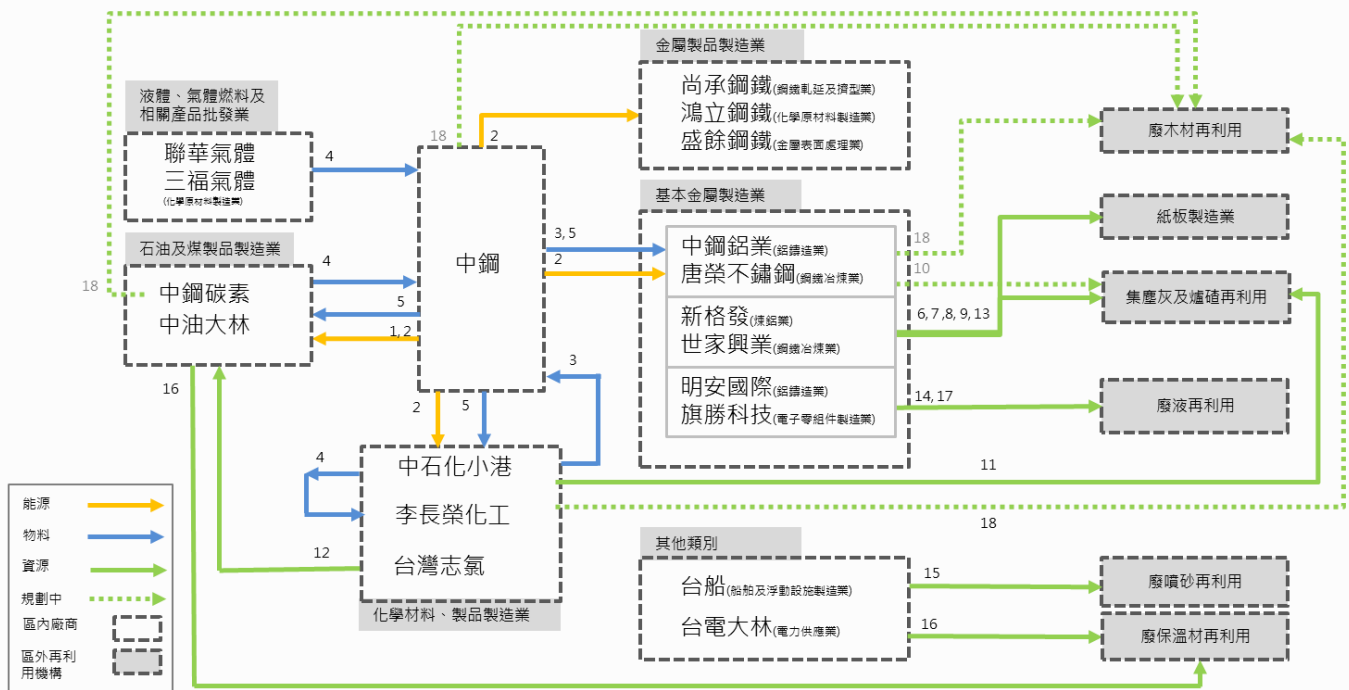 金屬製品製造業
尚承鋼鐵(鋼鐵軋延及擠型業)
鴻立鋼鐵(化學原材料製造業)
盛餘鋼鐵(金屬表面處理業)
液體、氣體燃料及
相關產品批發業
聯華氣體
三福氣體
(化學原材料製造業)
4
18
2
廢木材再利用
石油及煤製品製造業
中鋼碳素
中油大林
18
4
5
1, 2
16
中鋼
3, 5
2
基本金屬製造業
中鋼鋁業(鋁鑄造業)
唐榮不鏽鋼(鋼鐵冶煉業)
新格發(煉鋁業)
世家興業(鋼鐵冶煉業)
明安國際(鋁鑄造業)
旗勝科技(電子零組件製造業)
18
10
6, 7 ,8, 9, 13
14, 17
紙板製造業
集塵灰及爐碴再利用
廢液再利用
2
5
3
4
12
中石化小港
李長榮化工
台灣志氯
化學材料、製品製造業
11
18
其他類別
台船(船舶及浮動設施製造業)
台電大林(電力供應業)
15
16
廢噴砂再利用
廢保溫材再利用
能源
物料
資源
規劃中
區內廠商
區外再利
用機構